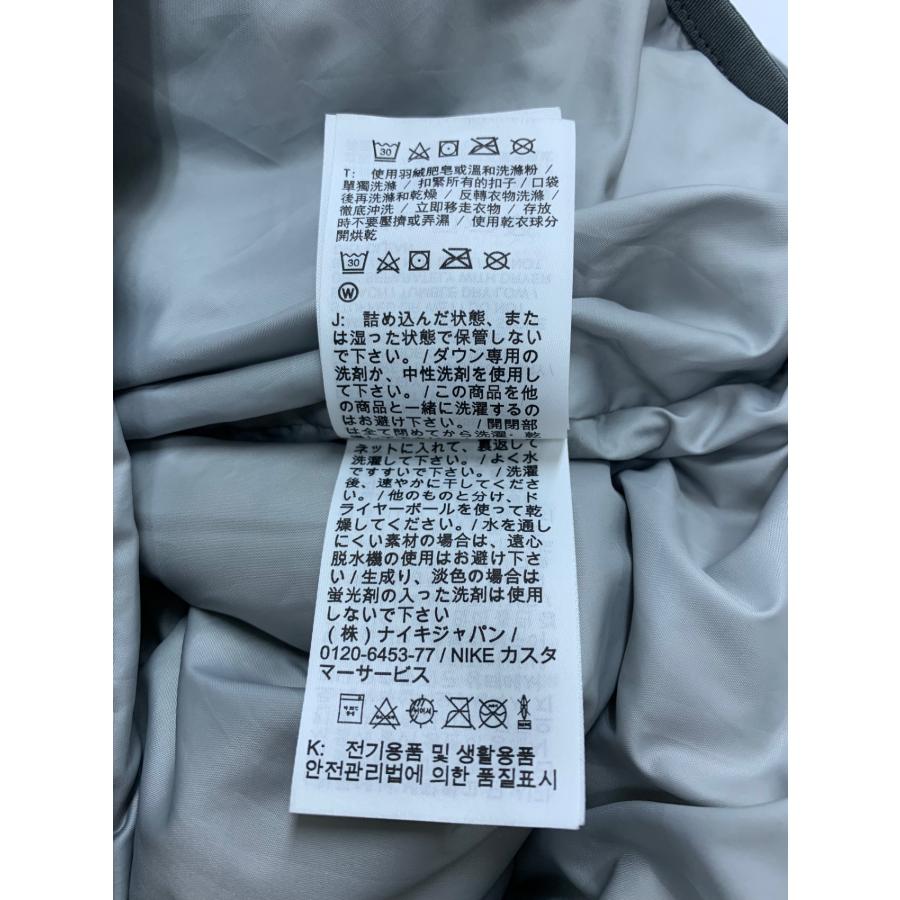 30
T: 使用羽絨肥皂或溫和洗滌粉 /
單獨洗滌 / 扣緊所有的扣子 / 口袋
後再洗滌和乾燥 / 反轉衣物洗滌 /
徹底沖洗 / 立即移走衣物 / 存放
時不要壓擠或弄濕 / 使用乾衣球分
開烘乾
30
W
J: 詰め込んだ状態、また
は湿った状態で保管しない
で下さい。/ ダウン専用の
洗剤か、中性洗剤を使用し
て下さい。/ この商品を他
の商品と一緒に洗濯するの
はお避け下さい。/ 開閉部
は全て閉めてから洗濯・乾
ネットに入れて、裏返して
洗濯して下さい。/ よく水
ですすいで下さい。/ 洗濯
後、速やかに干してくださ
い。/ 他のものと分け、ド
ライヤーボールを使って乾
燥してください。/ 水を通し
にくい素材の場合は、遠心
脱水機の使用はお避け下さ
い / 生成り、淡色の場合は
蛍光剤の入った洗剤は使用
しないで下さい
(株) ナイキジャパン /
0120-6453-77 / NIKE カスタ
マーサービス
K: 전기용품 및 생활용품
안전관리법에 의한 품질표시